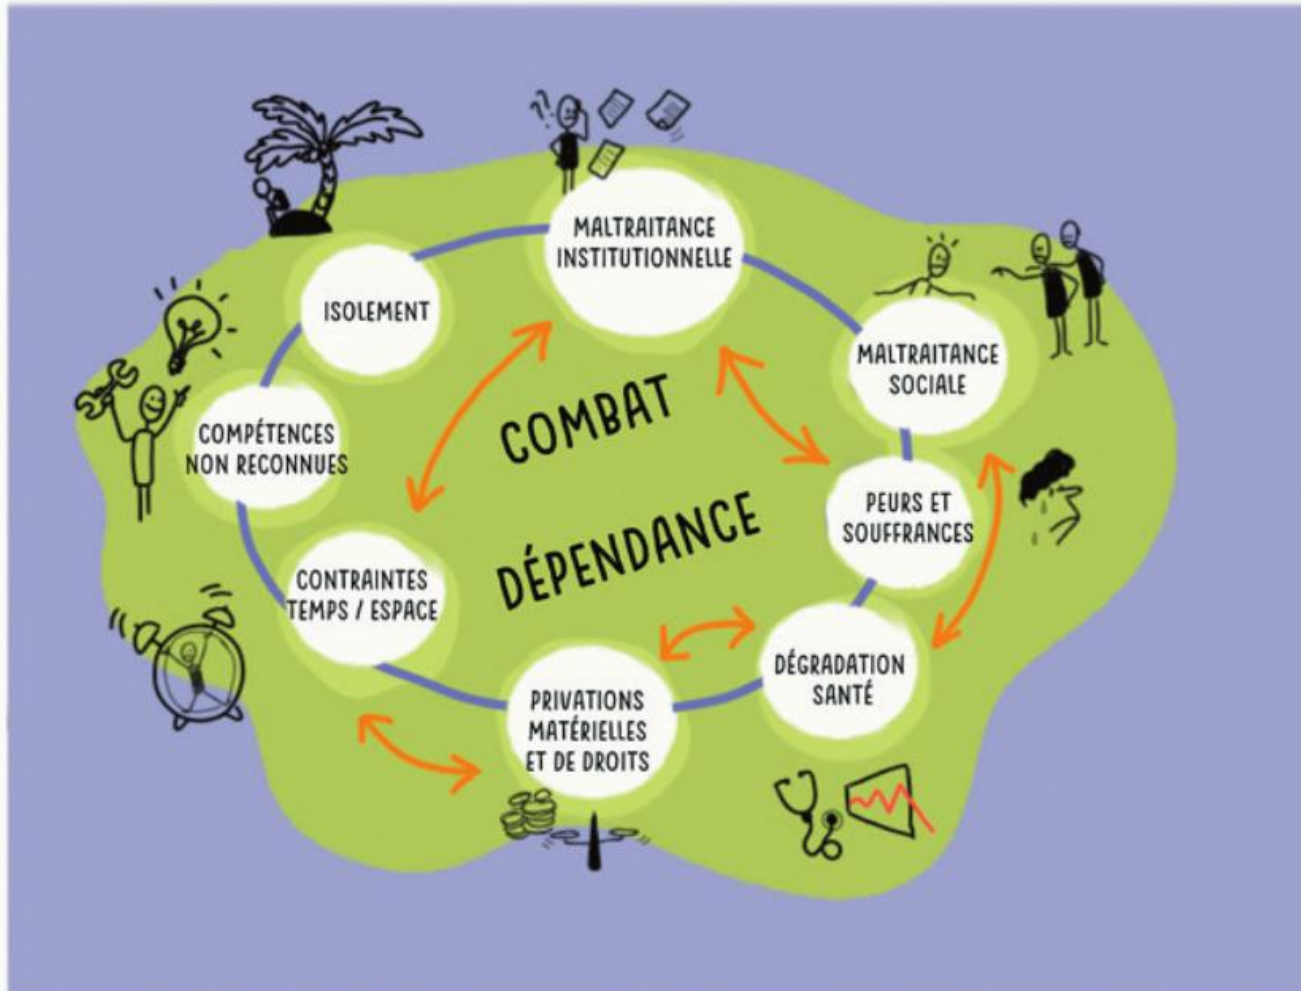 ??
MALTRAITANCE
INSTITUTIONNELLE
ISOLEMENT
MALTRAITANCE
SOCIALE
COMBAT
COMPÉTENCES
NON RECONNUES
PEURS ET
SOUFFRANCES
DÉPENDANCE
CONTRAINTES
TEMPS / ESPACE
DÉGRADATION
SANTÉ
PRIVATIONS
MATÉRIELLES
ET DE DROITS